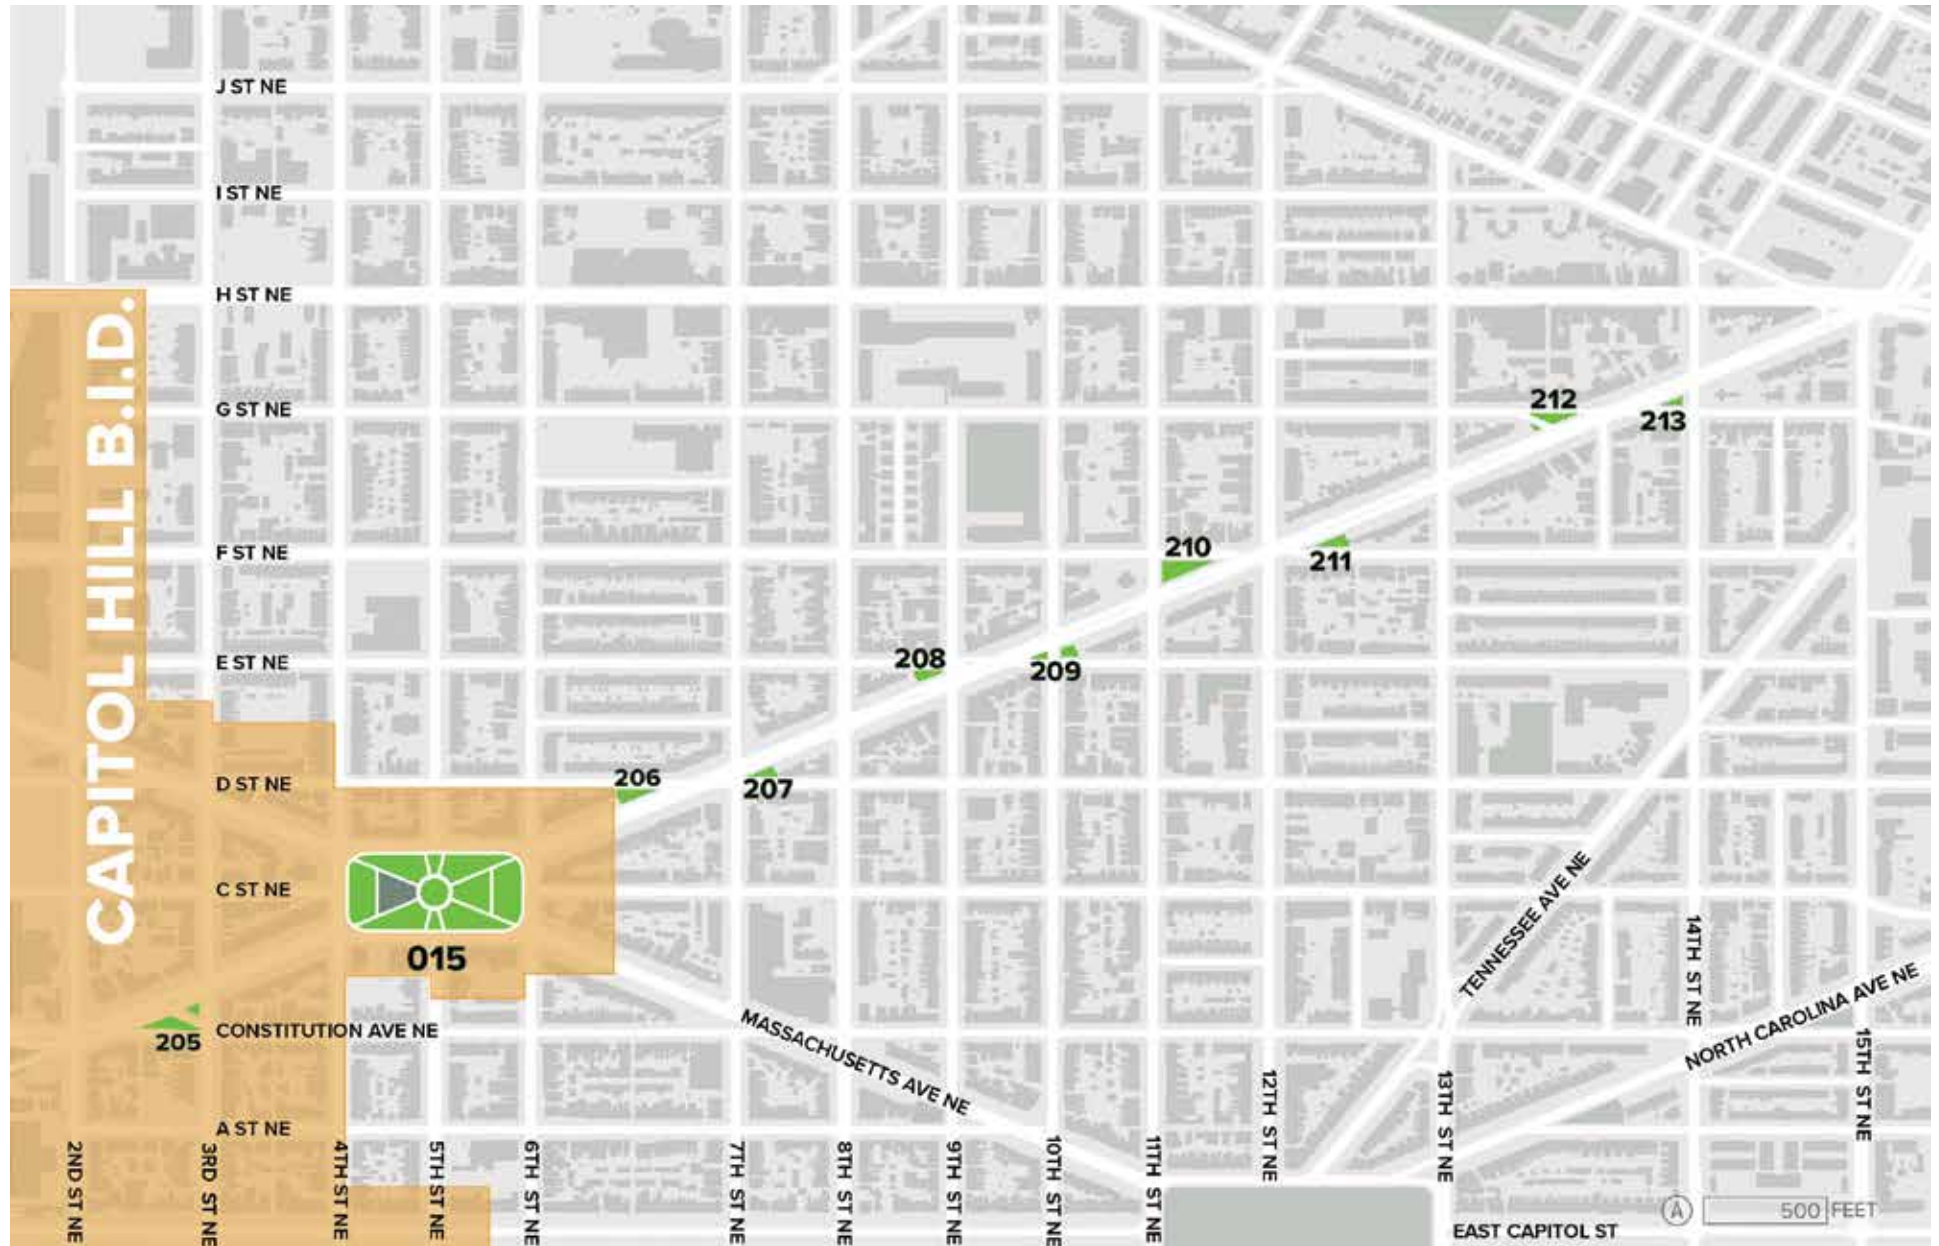 J ST NE
I ST NE
H ST NE
CAPITOL HILL B.I.D.
G ST NE
212
213
F ST NE
210
211
E ST NE
208
209
D ST NE
206
207
C ST NE
015
TENNESSEE AVE NE
14TH ST NE
NORTH CAROLINA AVE NE
205
CONSTITUTION AVE NE
MASSACHUSETTS AVE NE
A ST NE
2ND ST NE
3RD ST NE
4TH ST NE
5TH ST NE
6TH ST NE
7TH ST NE
8TH ST NE
9TH ST NE
10TH ST NE
11TH ST NE
12TH ST NE
13TH ST NE
15TH ST NE
A
500 FEET
EAST CAPITOL ST